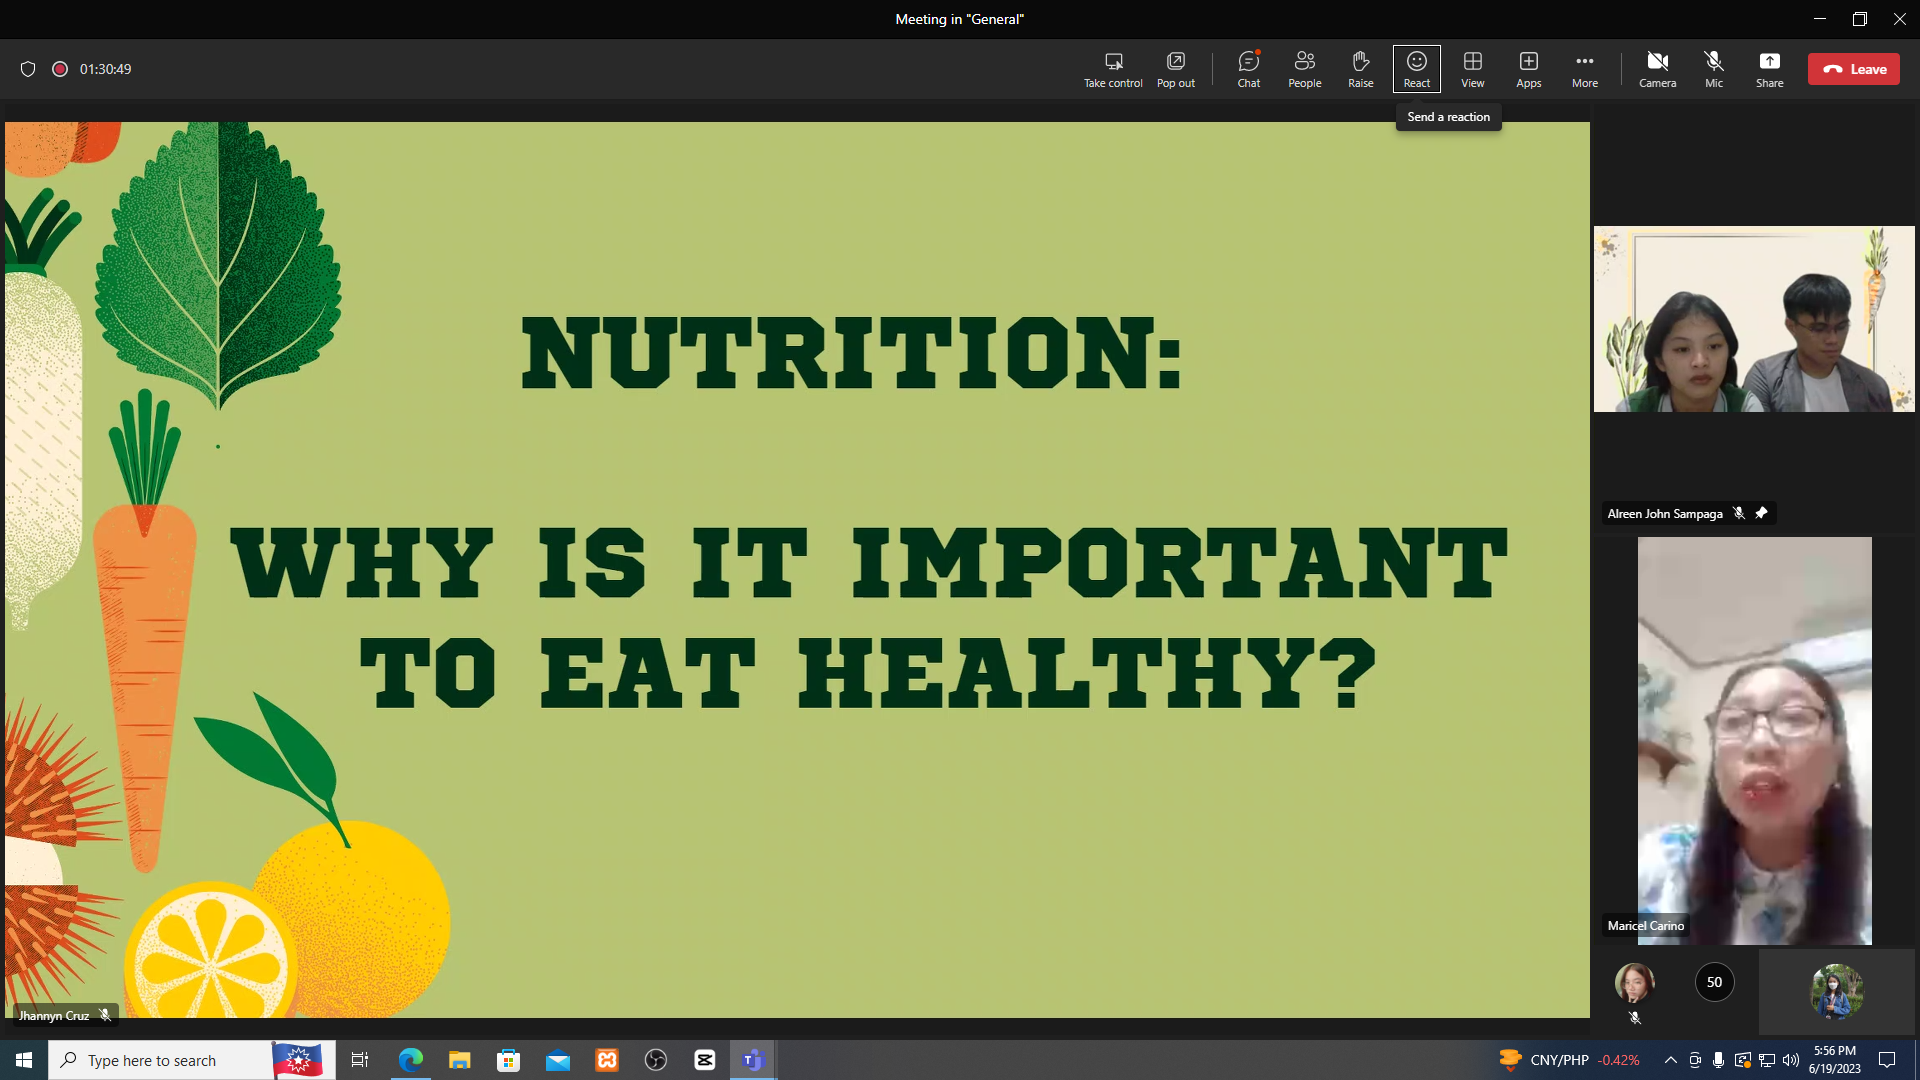 Meeting in "General"
01:30:49
Take control
Pop out
Chat
People
Raise
React
View
Apps
More
Camera
Mic
Share
Leave
Send a reaction
NUTRITION:
WHY IS IT IMPORTANT
TO EAT HEALTHY?
Alreen John Sampaga
Maricel Carino
50
Jhannyn Cruz
Type here to search
CNY/PHP -0.42%
5:56 PM
6/19/2023